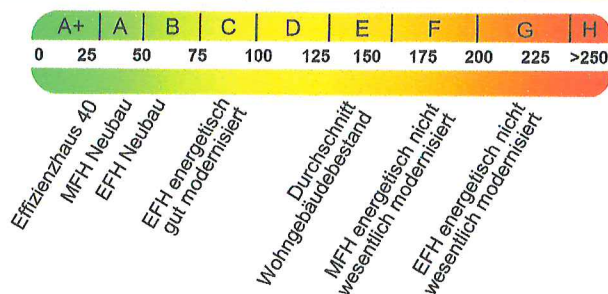 A+ A B C D E F G H
0 25 50 75 100 125 150 175 200 225 >250
Effizienzhaus 40
MFH Neubau
EFH Neubau
EFH energetisch
gut modernisiert
Durchschnitt
Wohngebäudebestand
MFH energetisch nicht
wesentlich modernisiert
EFH energetisch nicht
wesentlich modernisiert